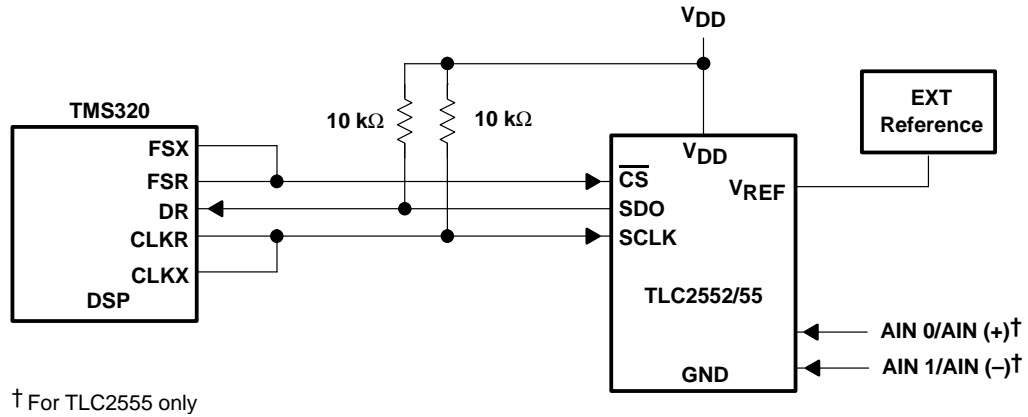 VDD
TMS320
10 kΩ
10 kΩ
EXT
Reference
FSX
FSR
DR
CLKR
CLKX
DSP
VDD
CS
SDO
SCLK
VREF
TLC2552/55
GND
AIN 0/AIN (+)†
AIN 1/AIN (–)†
† For TLC2555 only